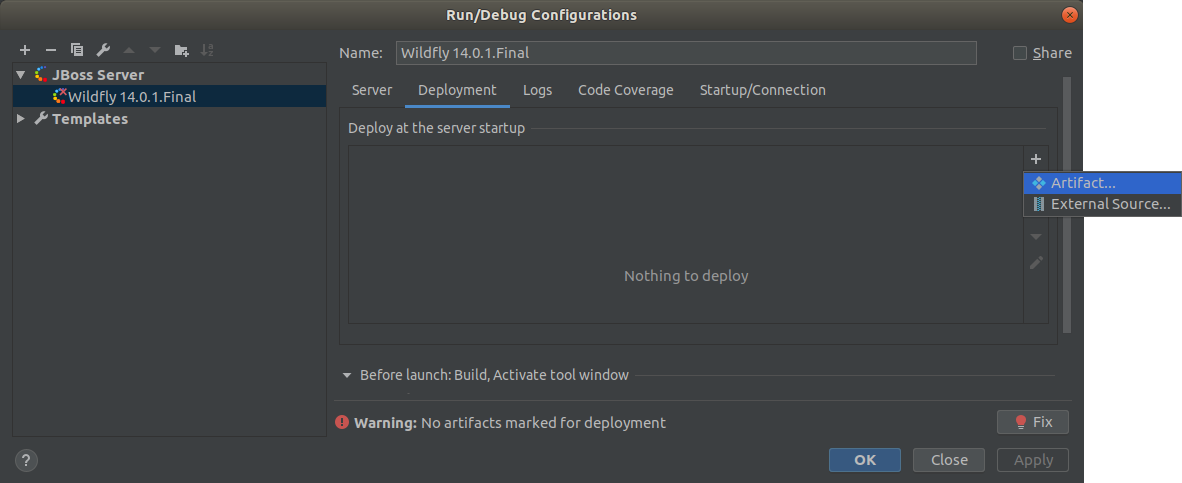 Run/Debug Configurations
Name: Wildfly 14.0.1.Final Share
JBoss Server
Wildfly 14.0.1.Final
Templates
Server Deployment Logs Code Coverage Startup/Connection
Deploy at the server startup
Artifact...
External Source...
Nothing to deploy
Before launch: Build, Activate tool window
Warning: No artifacts marked for deployment
Fix
?
OK Close Apply